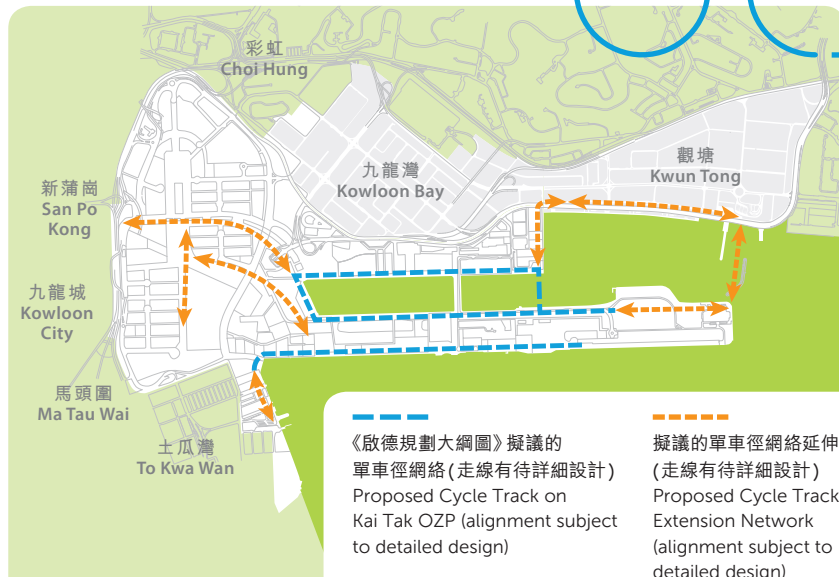 彩虹
Choi Hung
九龍灣
Kowloon Bay
觀塘
Kwun Tong
新蒲崗
San Po
Kong
九龍城
Kowloon
City
馬頭圍
Ma Tau Wai
土瓜灣
To Kwa Wan
《啟德規劃大綱圖》擬議的
單車徑網絡(走線有待詳細設計)
Proposed Cycle Track on
Kai Tak OZP (alignment subject
to detailed design)
擬議的單車徑網絡延伸
(走線有待詳細設計)
Proposed Cycle Track
Extension Network
(alignment subject to
detailed design)